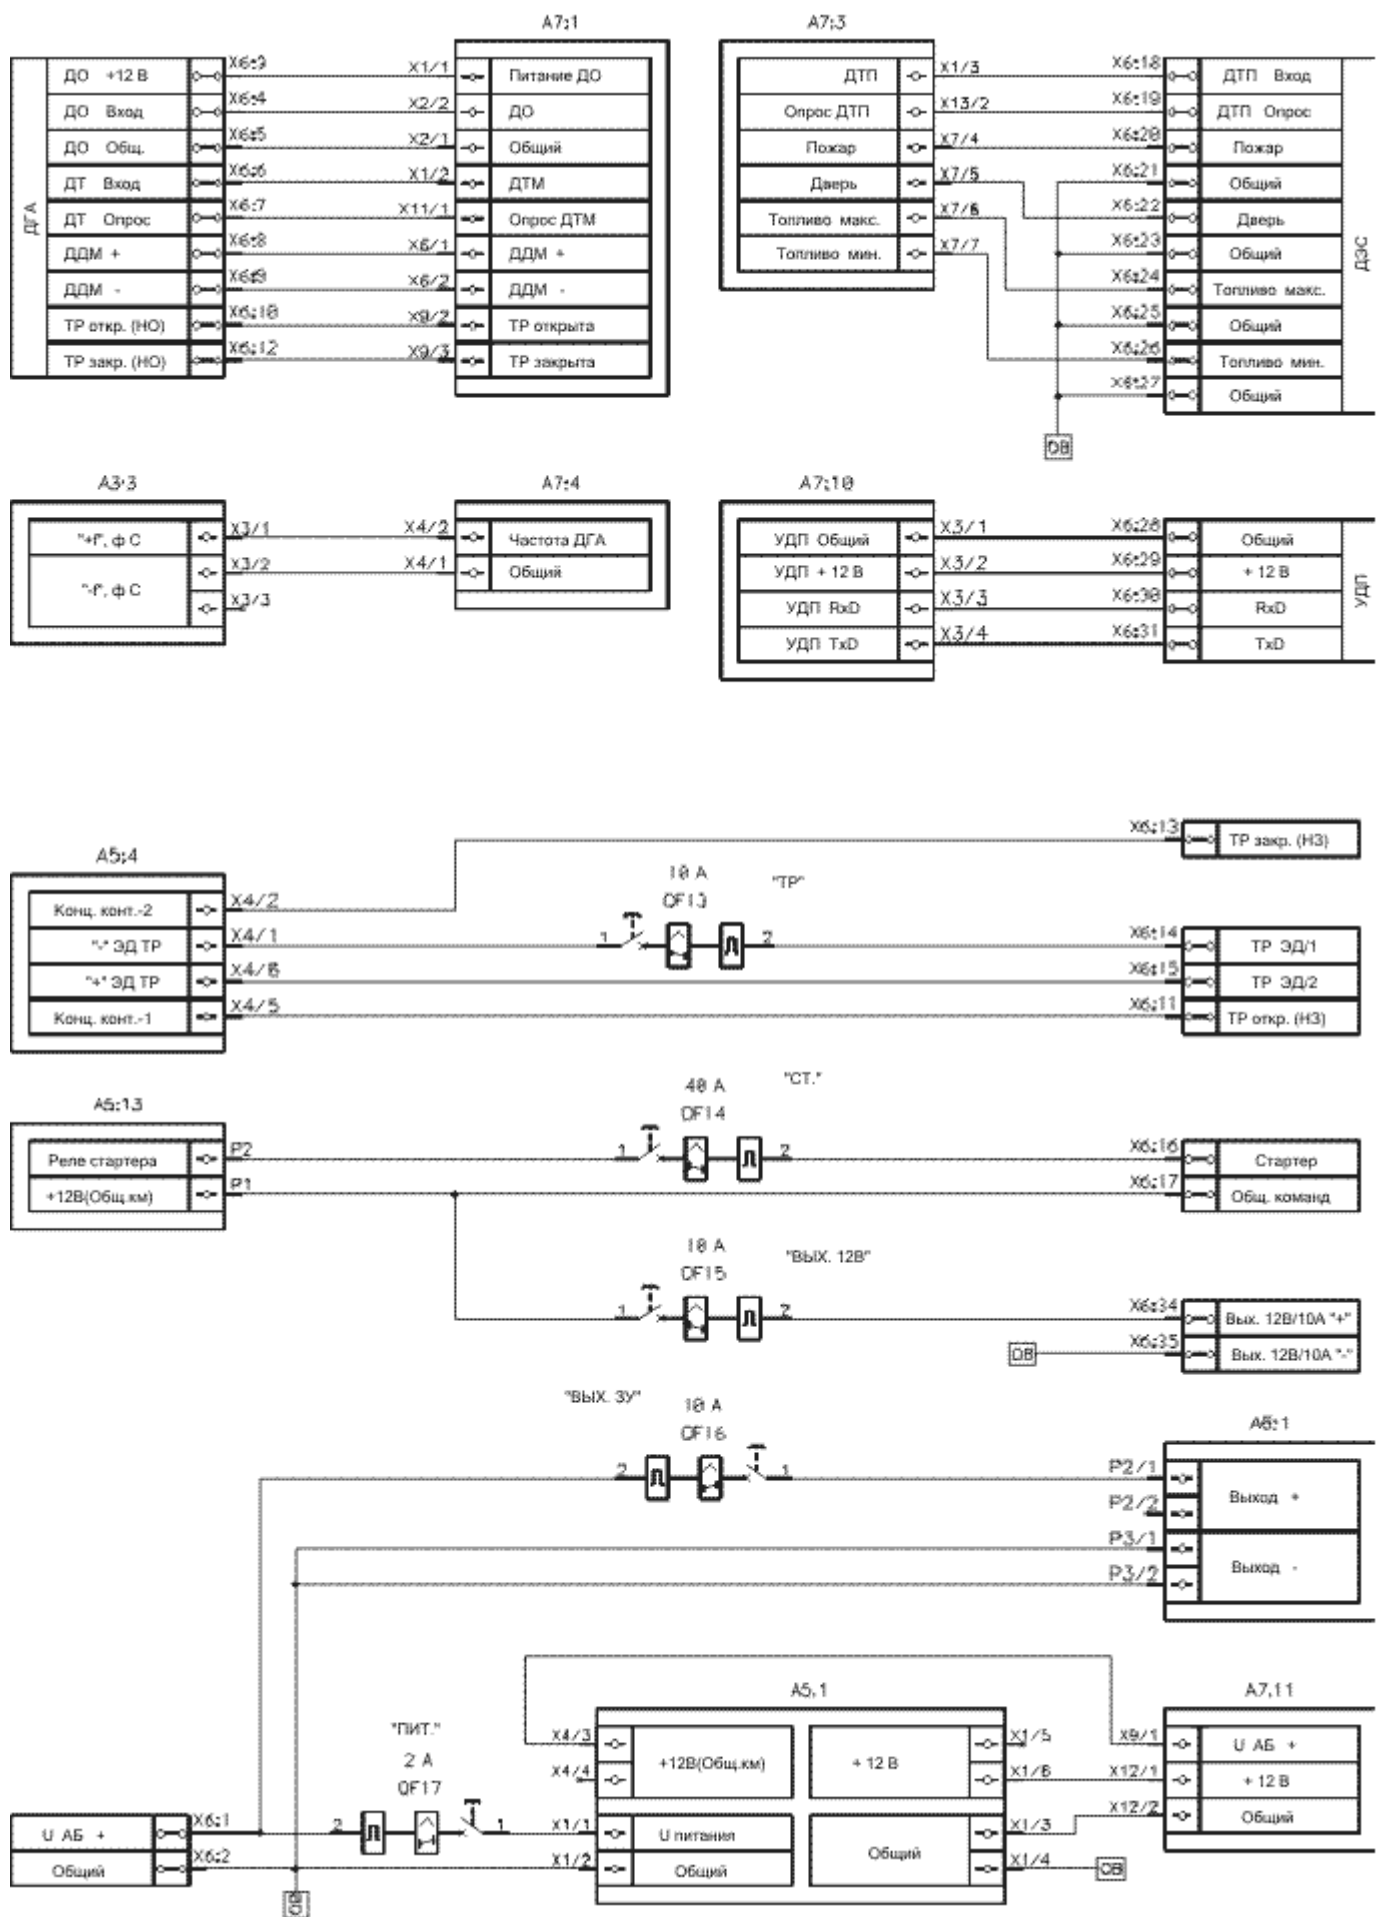 A7:1
ДГА
ДО +12 В X6:3 X1/1 Питание ДО
ДО Вход X6:4 X2/2 ДО
ДО Общ. X6:5 X2/1 Общий
ДТ Вход X6:6 X1/2 ДТМ
ДТ Опрос X6:7 X11/1 Опрос ДТМ
ДДМ + X6:8 X6/1 ДДМ +
ДДМ - X6:9 X6/2 ДДМ -
ТР откр. (НО) X6:10 X9/2 ТР открыта
ТР закр. (НО) X6:12 X9/3 ТР закрыта
A7:3
ДТП X1/3 X6:18 ДТП Вход
Опрос ДТП X13/2 X6:19 ДТП Опрос
Пожар X7/4 X6:20 Пожар
Дверь X7/5 X6:21 Общий
Топливо макс. X7/6 X6:22 Дверь
Топливо мин. X7/7 X6:23 Общий
X6:24 Топливо макс.
X6:25 Общий
X6:26 Топливо мин.
X6:27 Общий
ДЭС
ОВ
A3:3
"+f", ф С X3/1
"-f", ф С X3/2
X3/3
A7:4
X4/2 Частота ДГА
X4/1 Общий
A7:10
УДП Общий X3/1 X6:28 Общий
УДП + 12 В X3/2 X6:29 + 12 В
УДП RxD X3/3 X6:30 RxD
УДП TxD X3/4 X6:31 TxD
УДП
X6:13 ТР закр. (НЗ)
A5:4
10 А "ТР"
QF13
Конц. конт.-2 X4/2
"-" ЭД ТР X4/1 1 2 X6:14 ТР ЭД/1
"+" ЭД ТР X4/6 X6:15 ТР ЭД/2
Конц. конт.-1 X4/5 X6:11 ТР откр. (НЗ)
A5:13
40 А "СТ."
QF14
Реле стартера P2 1 2 X6:16 Стартер
+12В(Общ.км) P1 X6:17 Общ. команд
10 А "ВЫХ. 12В"
QF15
1 2 X6:34 Вых. 12В/10А "+"
ОВ X6:35 Вых. 12В/10А "-"
"ВЫХ. ЗУ" 10 А
QF16
2 1
A6:1
P2/1 Выход +
P2/2
P3/1 Выход -
P3/2
A5.1
A7.11
"ПИТ."
2 А
QF17
X4/3 +12В(Общ.км) + 12 В X1/5 X9/1 U АБ +
X4/4 X1/6 X12/1 + 12 В
U АБ + X6:1 2 1 X1/1 U питания Общий X1/3 X12/2 Общий
Общий X6:2 X1/2 Общий X1/4 ОВ
ОВ